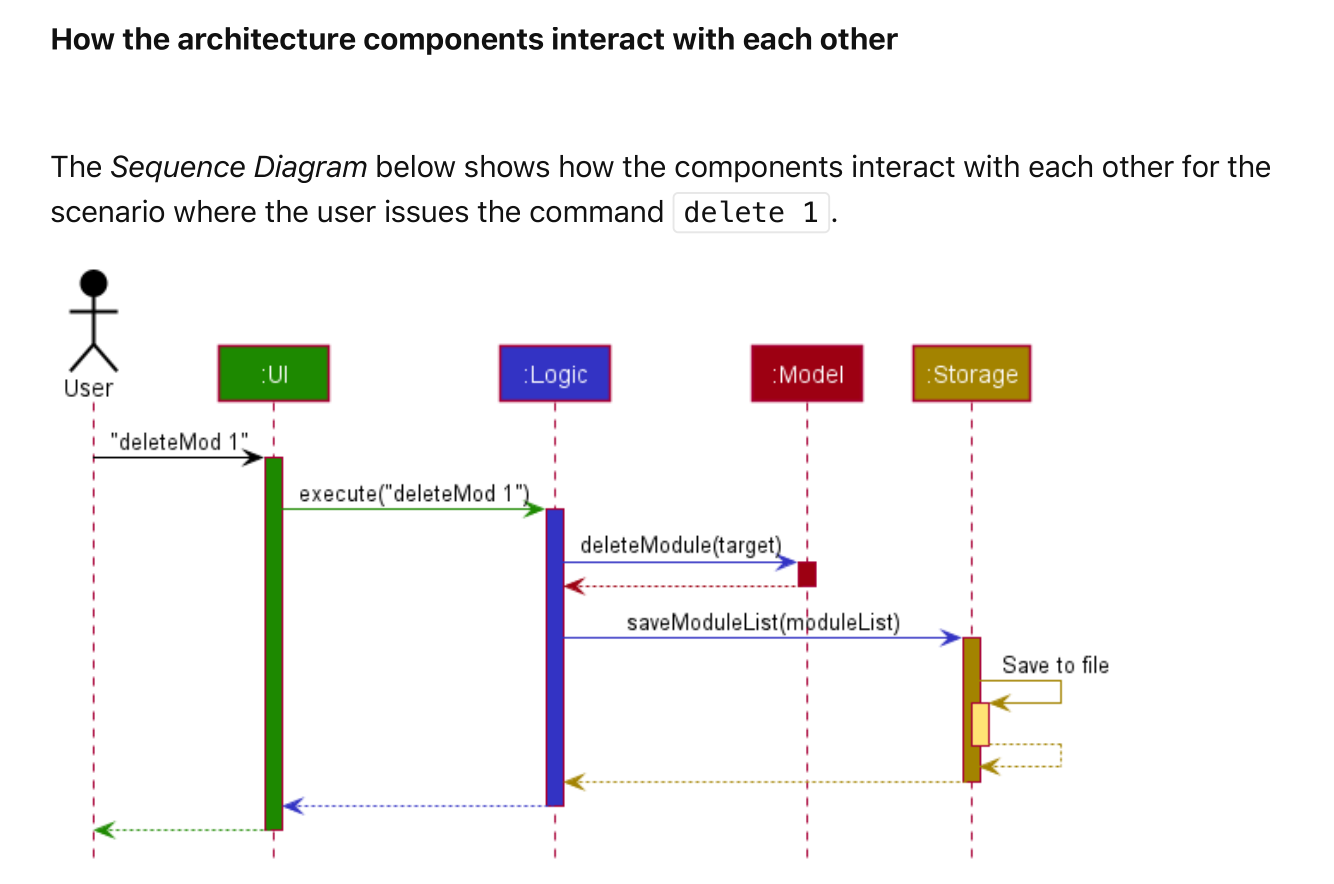 How the architecture components interact with each other
The Sequence Diagram below shows how the components interact with each other for the
scenario where the user issues the command delete 1.
User
:UI
:Logic
:Model
:Storage
"deleteMod 1"
execute("deleteMod 1")
deleteModule(target)
saveModuleList(moduleList)
Save to file